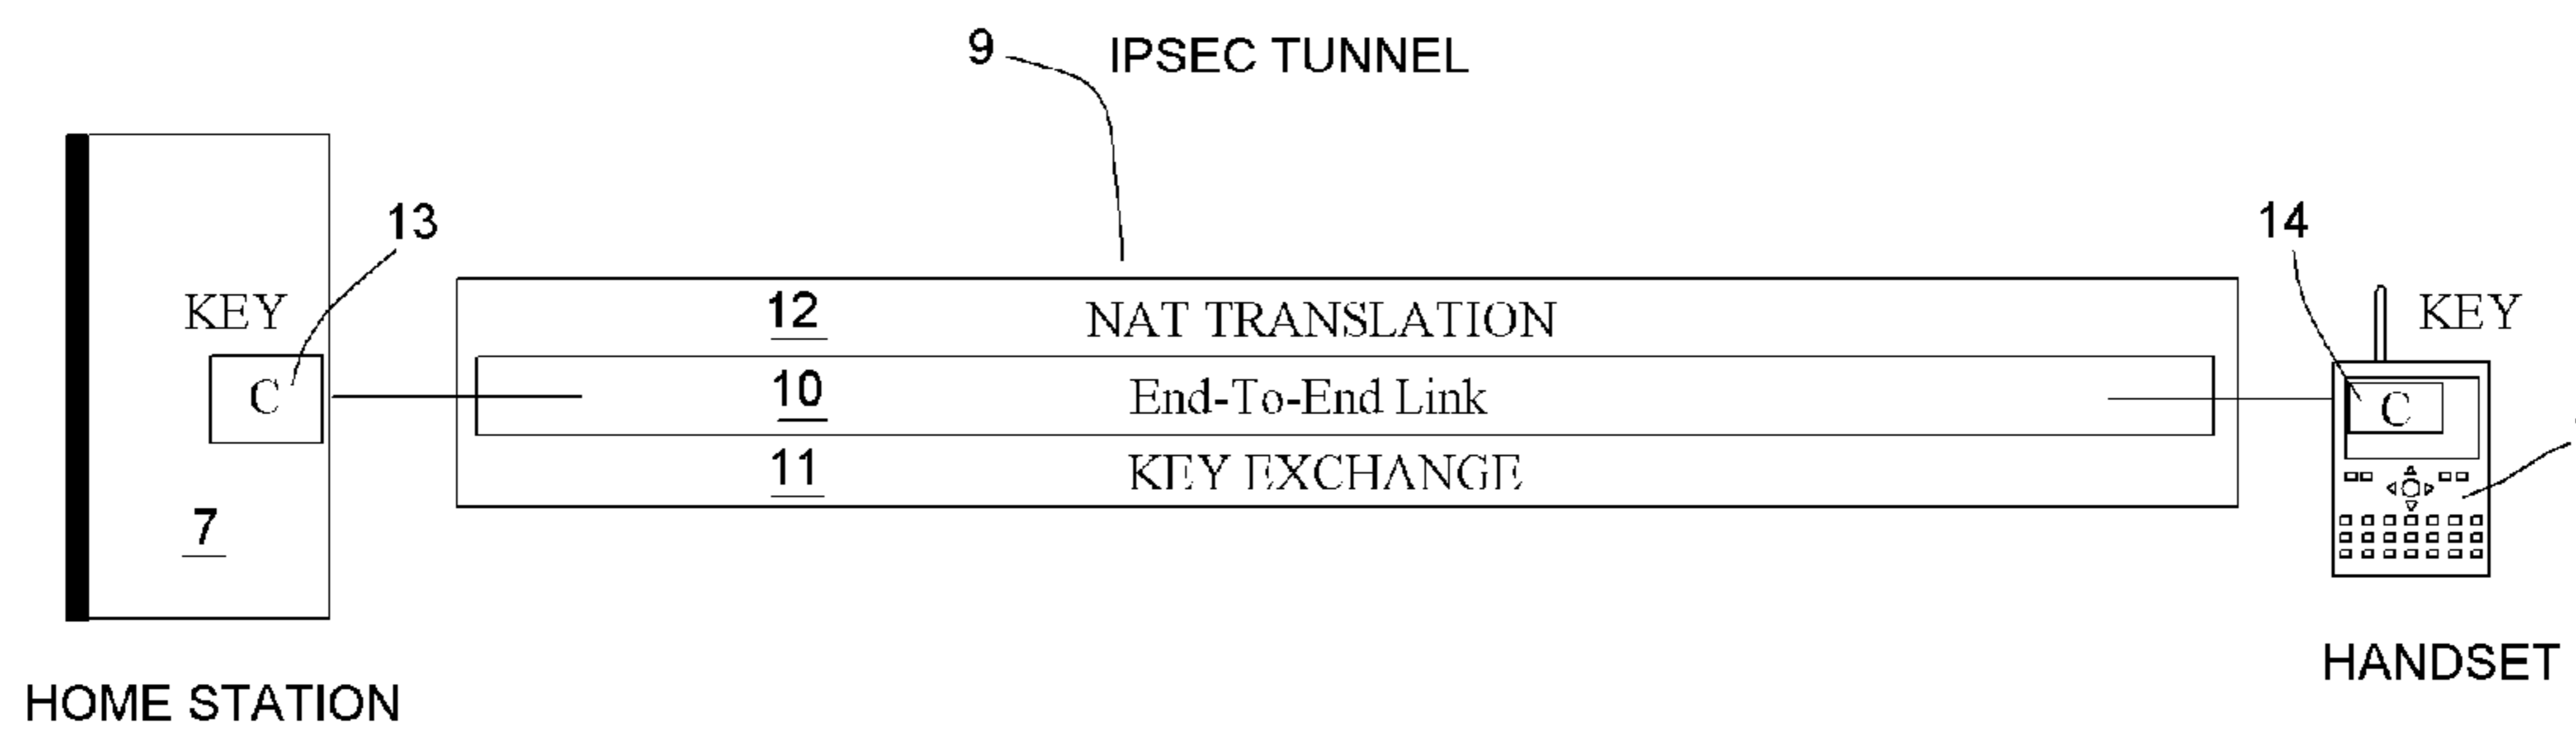 9 IPSEC TUNNEL
13
14
KEY
12 NAT TRANSLATION
KEY
C
10 End-To-End Link
C
11 KEY EXCHANGE
7
HANDSET
HOME STATION